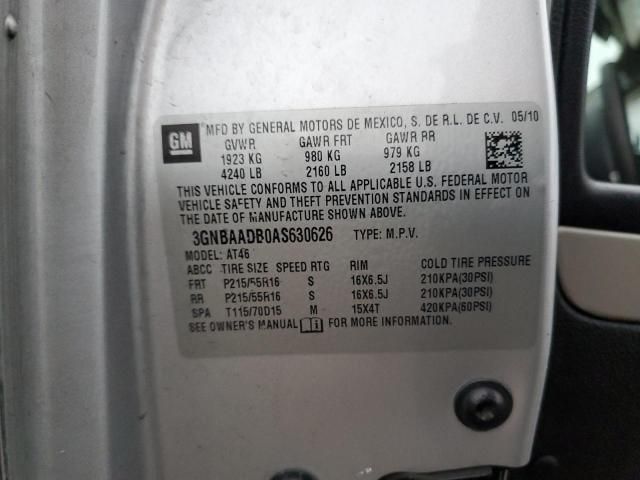 GM
MFD BY GENERAL MOTORS DE MEXICO, S. DE R.L. DE C.V. 05/10
GVWR GAWR FRT GAWR RR
1923 KG 980 KG 979 KG
4240 LB 2160 LB 2158 LB
THIS VEHICLE CONFORMS TO ALL APPLICABLE U.S. FEDERAL MOTOR
VEHICLE SAFETY AND THEFT PREVENTION STANDARDS IN EFFECT ON
THE DATE OF MANUFACTURE SHOWN ABOVE.
3GNBAADB0AS630626 TYPE: M.P.V.
MODEL: AT46
ABCC TIRE SIZE SPEED RTG RIM COLD TIRE PRESSURE
FRT P215/55R16 S 16X6.5J 210KPA(30PSI)
RR P215/55R16 S 16X6.5J 210KPA(30PSI)
SPA T115/70D15 M 15X4T 420KPA(60PSI)
SEE OWNER'S MANUAL FOR MORE INFORMATION.